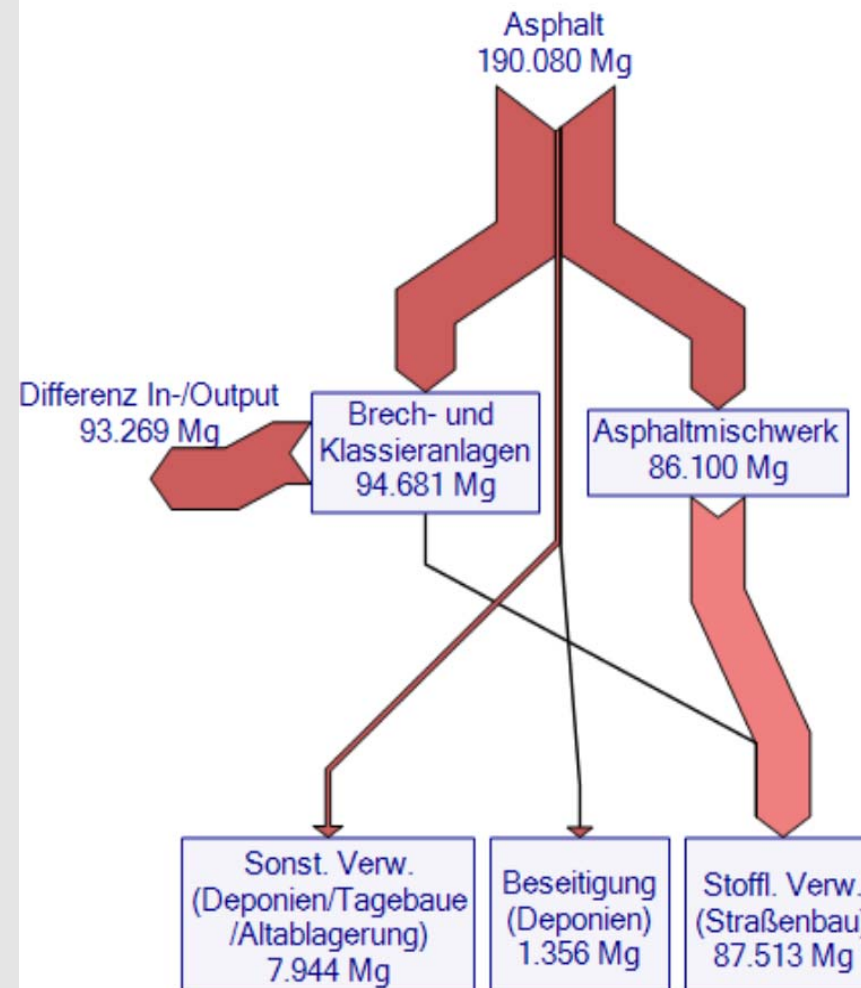 Asphalt
190.080 Mg
Differenz In-/Output
93.269 Mg
Brech- und
Klassieranlagen
94.681 Mg
Asphaltmischwerk
86.100 Mg
Sonst. Verw.
(Deponien/Tagebaue
/Altablagerung)
7.944 Mg
Beseitigung
(Deponien)
1.356 Mg
Stoffl. Verw.
(Straßenbau)
87.513 Mg